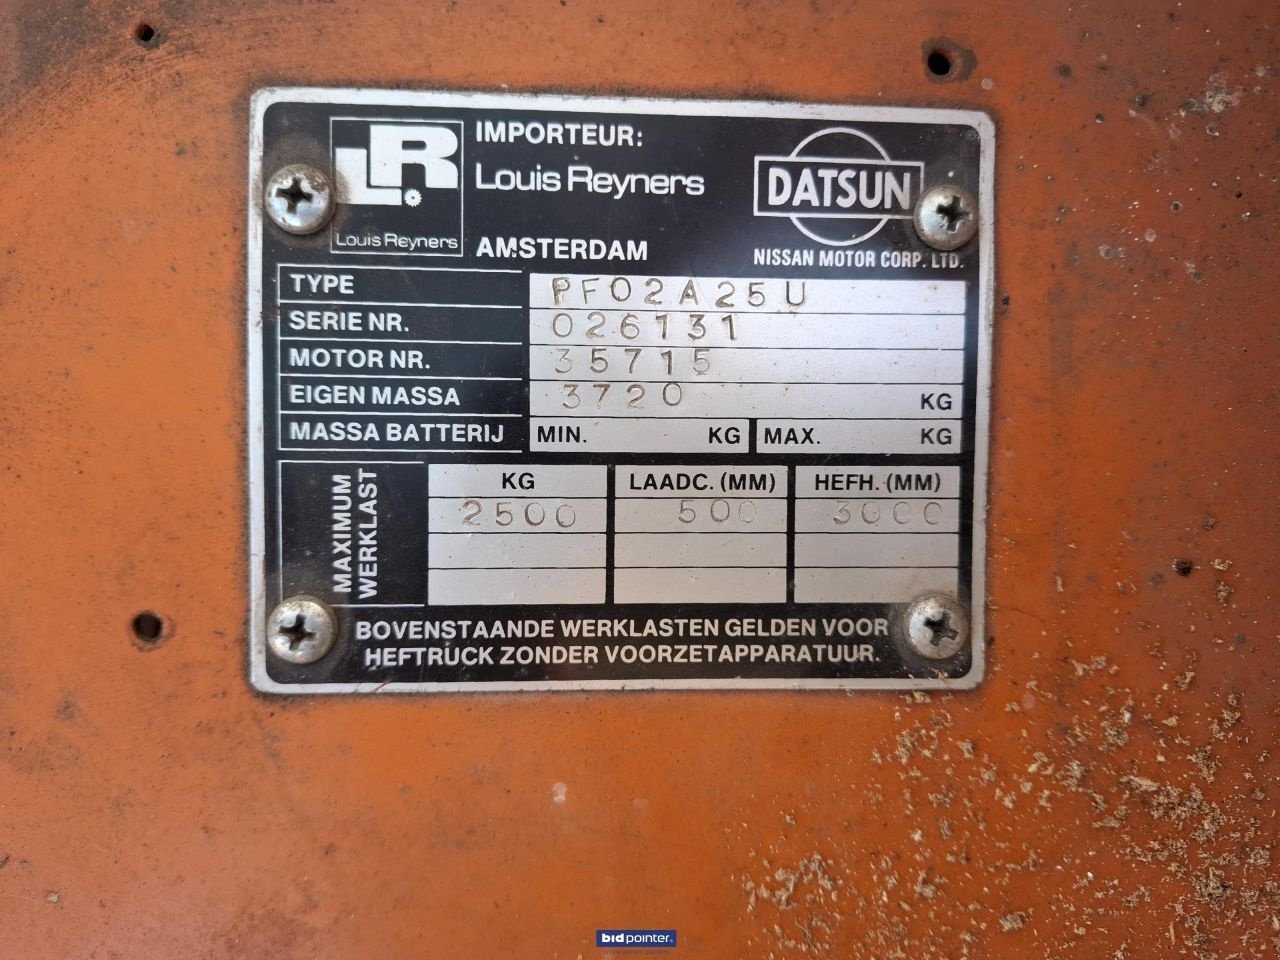 LR.
Louis Reyners
IMPORTEUR:
Louis Reyners
AMSTERDAM
DATSUN
NISSAN MOTOR CORP. LTD.
TYPE PF02A25U
SERIE NR. 026131
MOTOR NR. 35715
EIGEN MASSA 3720 KG
MASSA BATTERIJ MIN. KG MAX. KG
MAXIMUM WERKLAST
KG LAADC. (MM) HEFH. (MM)
2500 500 3000
BOVENSTAANDE WERKLASTEN GELDEN VOOR
HEFTRUCK ZONDER VOORZETAPPARATUUR.
bidpointer.